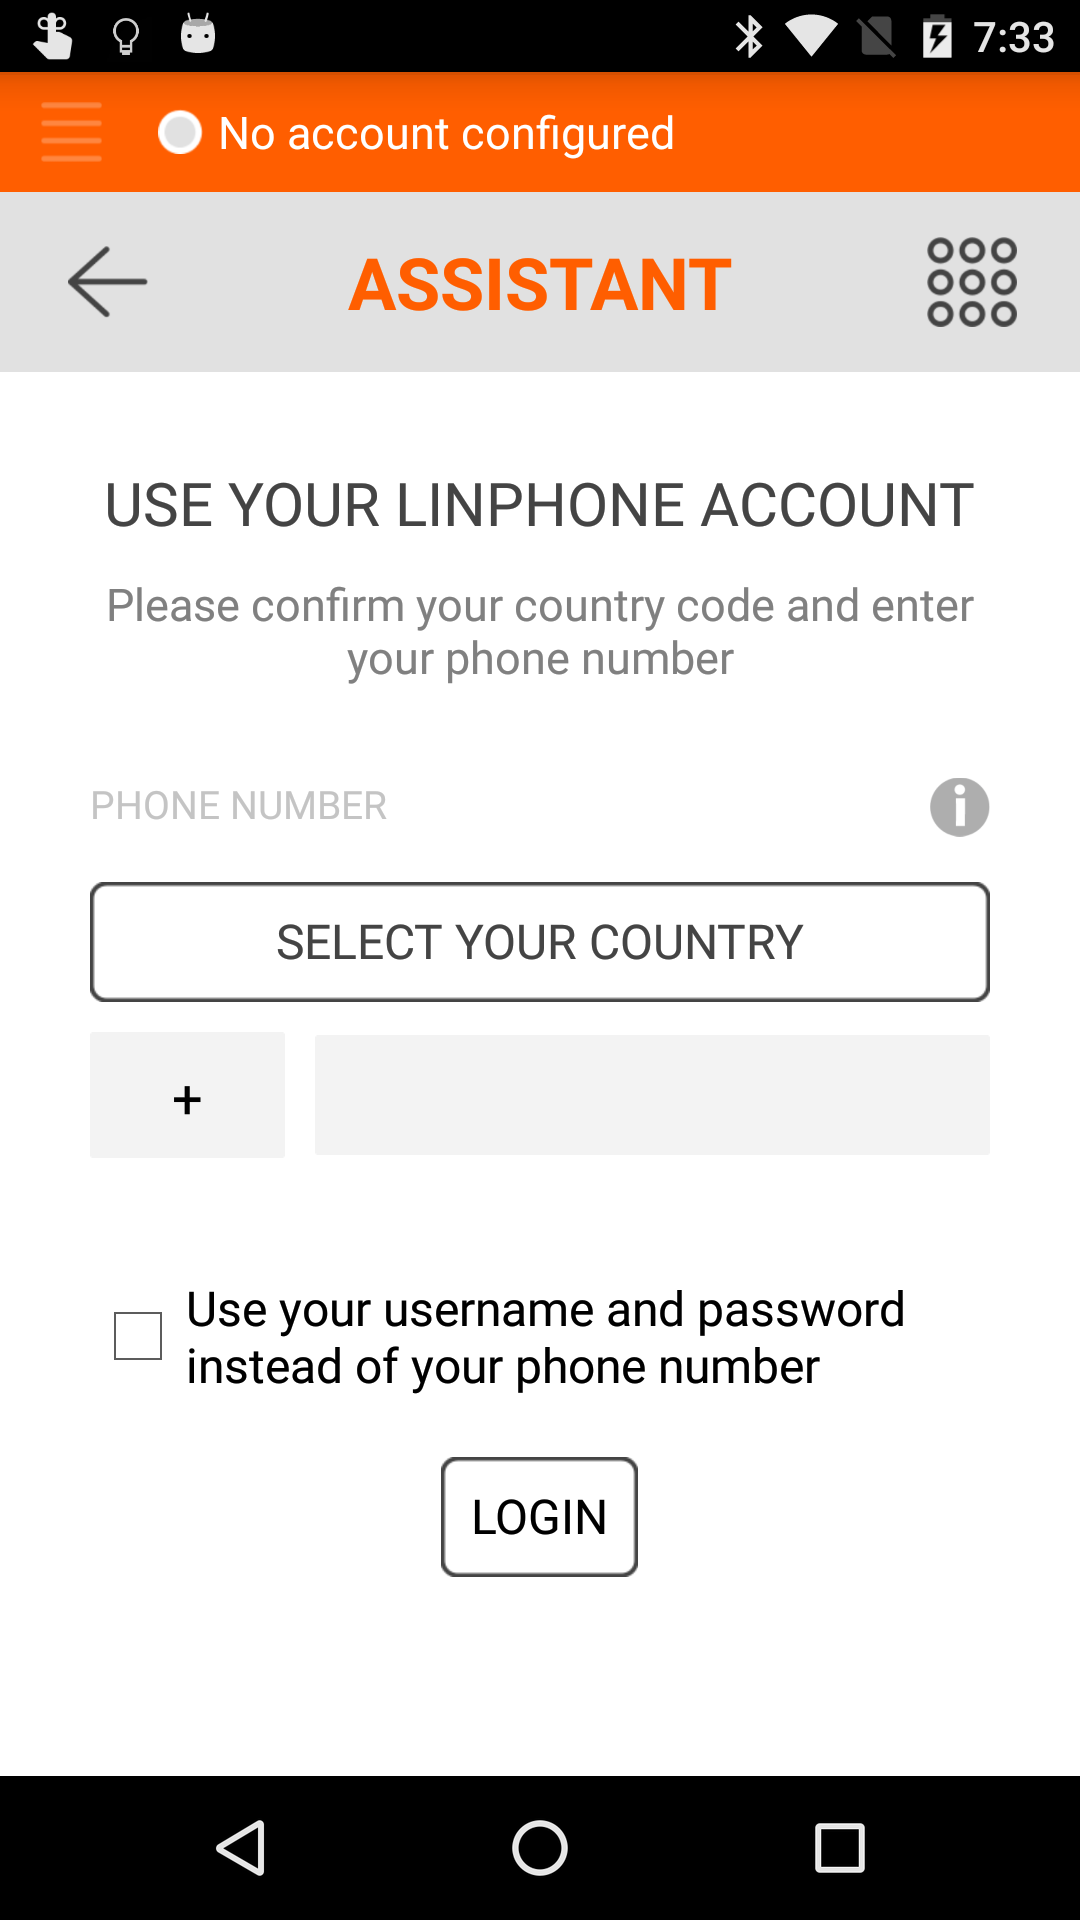 7:33
No account configured
ASSISTANT
USE YOUR LINPHONE ACCOUNT
Please confirm your country code and enter
your phone number
PHONE NUMBER
SELECT YOUR COUNTRY
+
Use your username and password
instead of your phone number
LOGIN